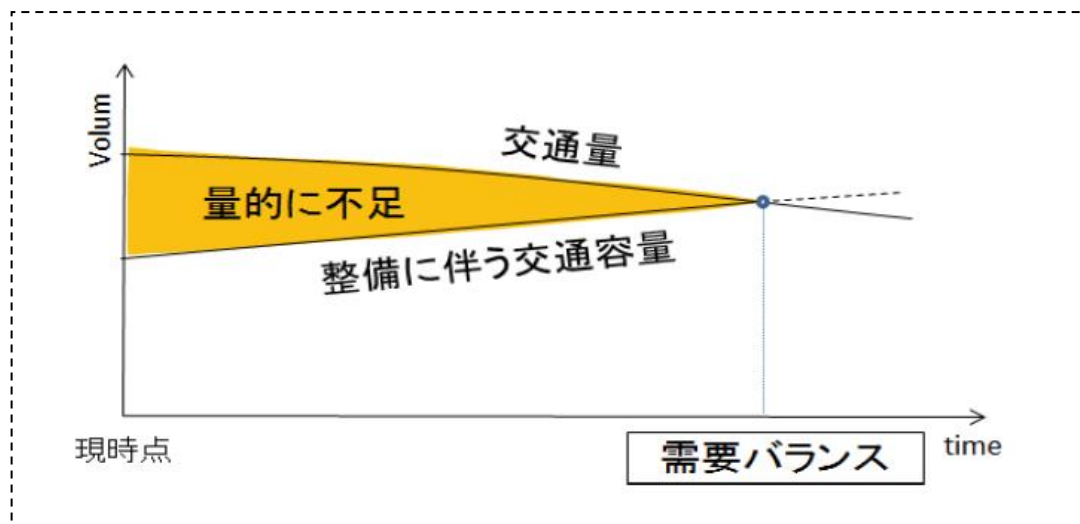 Volum
交通量
量的に不足
整備に伴う交通容量
現時点
需要バランス
time